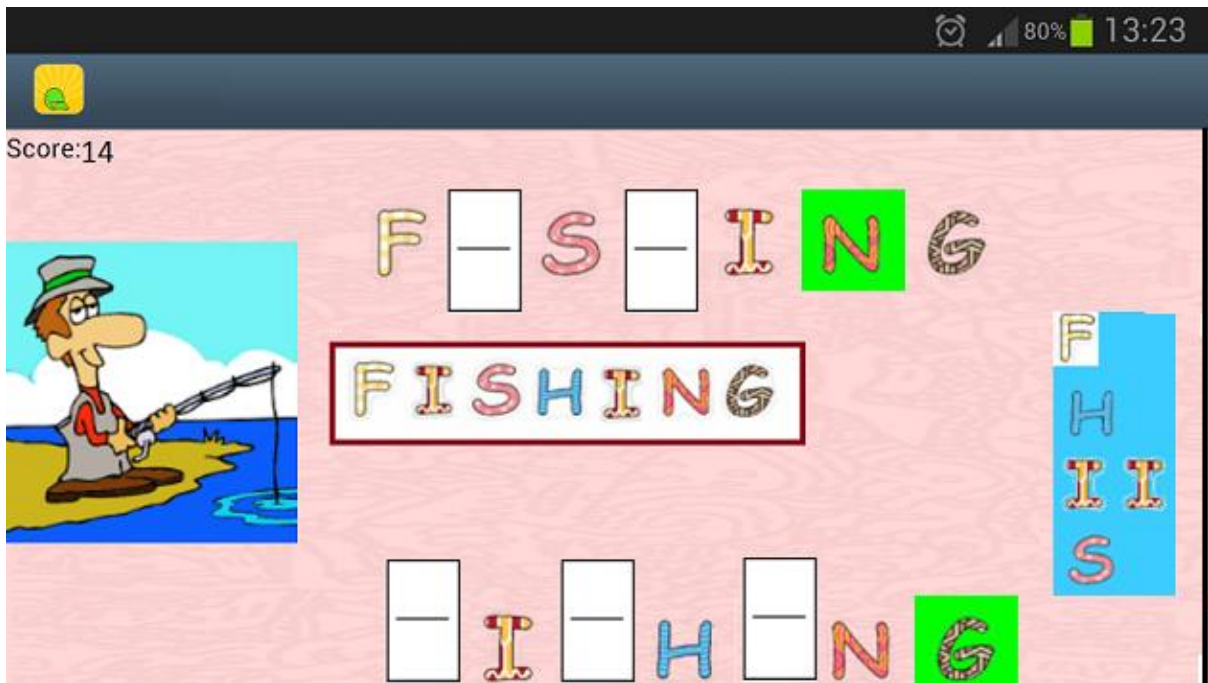 80% 13:23
Score:14
F _ S _ I N G
FISHING
F
H
I I
S
_ I _ H _ N G